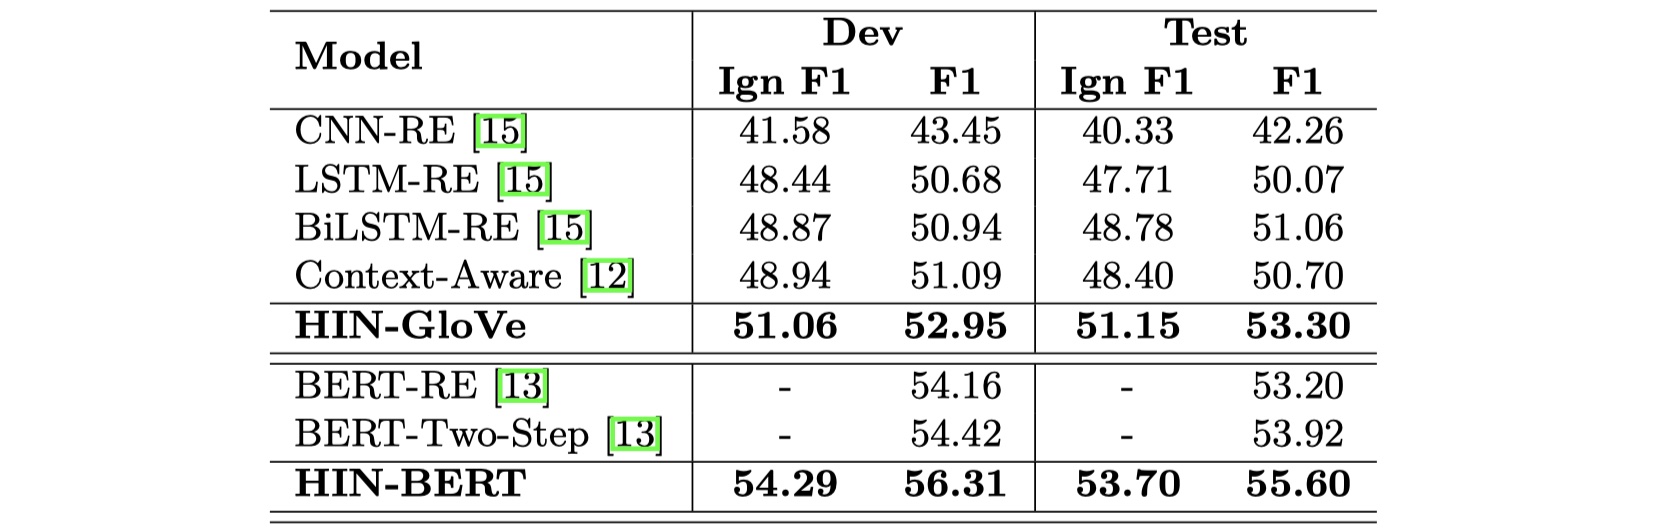 Model Dev Test
Ign F1 F1 Ign F1 F1
CNN-RE [15] 41.58 43.45 40.33 42.26
LSTM-RE [15] 48.44 50.68 47.71 50.07
BiLSTM-RE [15] 48.87 50.94 48.78 51.06
Context-Aware [12] 48.94 51.09 48.40 50.70
HIN-GloVe 51.06 52.95 51.15 53.30
BERT-RE [13] - 54.16 - 53.20
BERT-Two-Step [13] - 54.42 - 53.92
HIN-BERT 54.29 56.31 53.70 55.60